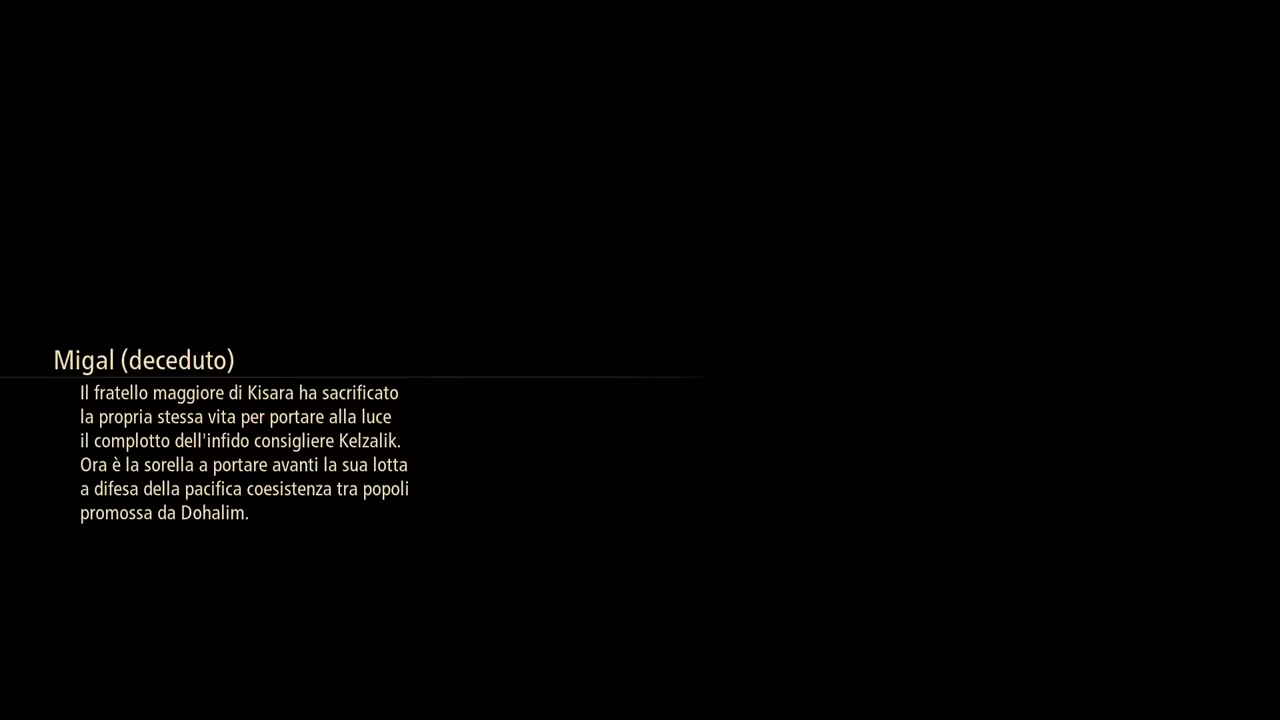 Migal (deceduto)
Il fratello maggiore di Kisara ha sacrificato
la propria stessa vita per portare alla luce
il complotto dell'infido consigliere Kelzalik.
Ora è la sorella a portare avanti la sua lotta
a difesa della pacifica coesistenza tra popoli
promossa da Dohalim.